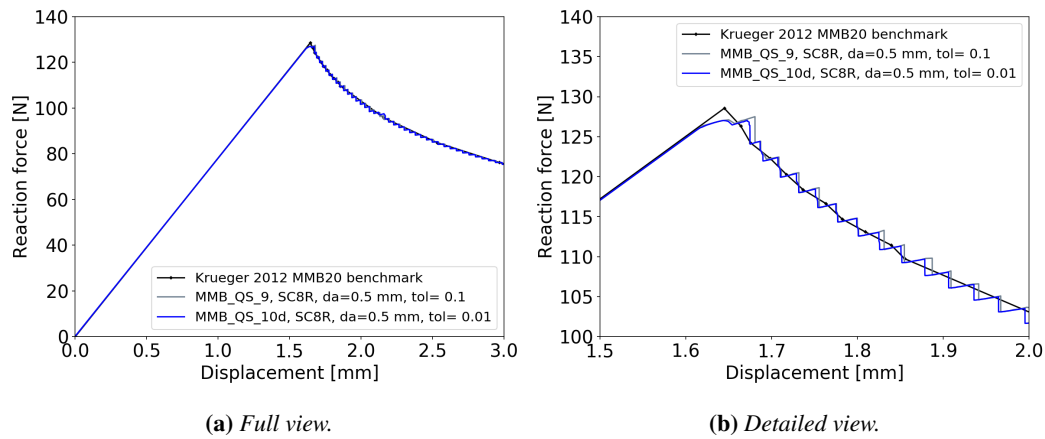 140
120
100
80
60
40
20
0
Reaction force [N]
0.0 0.5 1.0 1.5 2.0 2.5 3.0
Displacement [mm]
Krueger 2012 MMB20 benchmark
MMB_QS_9, SC8R, da=0.5 mm, tol= 0.1
MMB_QS_10d, SC8R, da=0.5 mm, tol= 0.01
(a) Full view.
140
135
130
125
120
115
110
105
100
Reaction force [N]
1.5 1.6 1.7 1.8 1.9 2.0
Displacement [mm]
Krueger 2012 MMB20 benchmark
MMB_QS_9, SC8R, da=0.5 mm, tol= 0.1
MMB_QS_10d, SC8R, da=0.5 mm, tol= 0.01
(b) Detailed view.